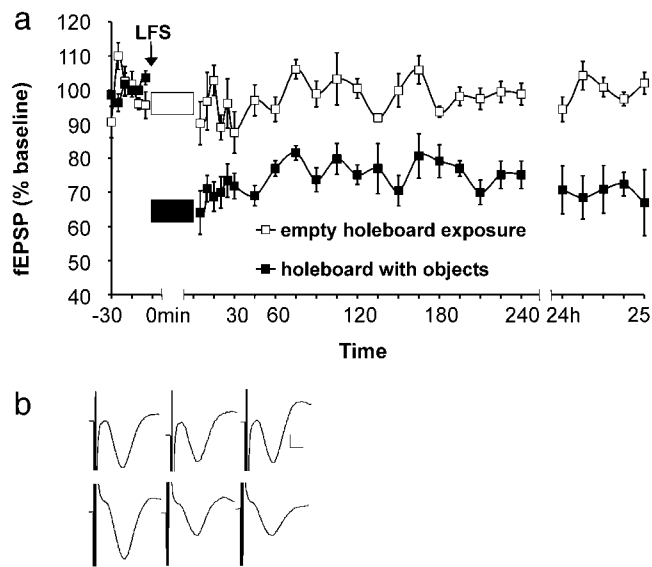 a
LFS
120
110
100
90
80
70
60
50
40
fEPSP (% baseline)
empty holeboard exposure
holeboard with objects
-30 0min 30 60 120 180 240 24h 25
Time
b